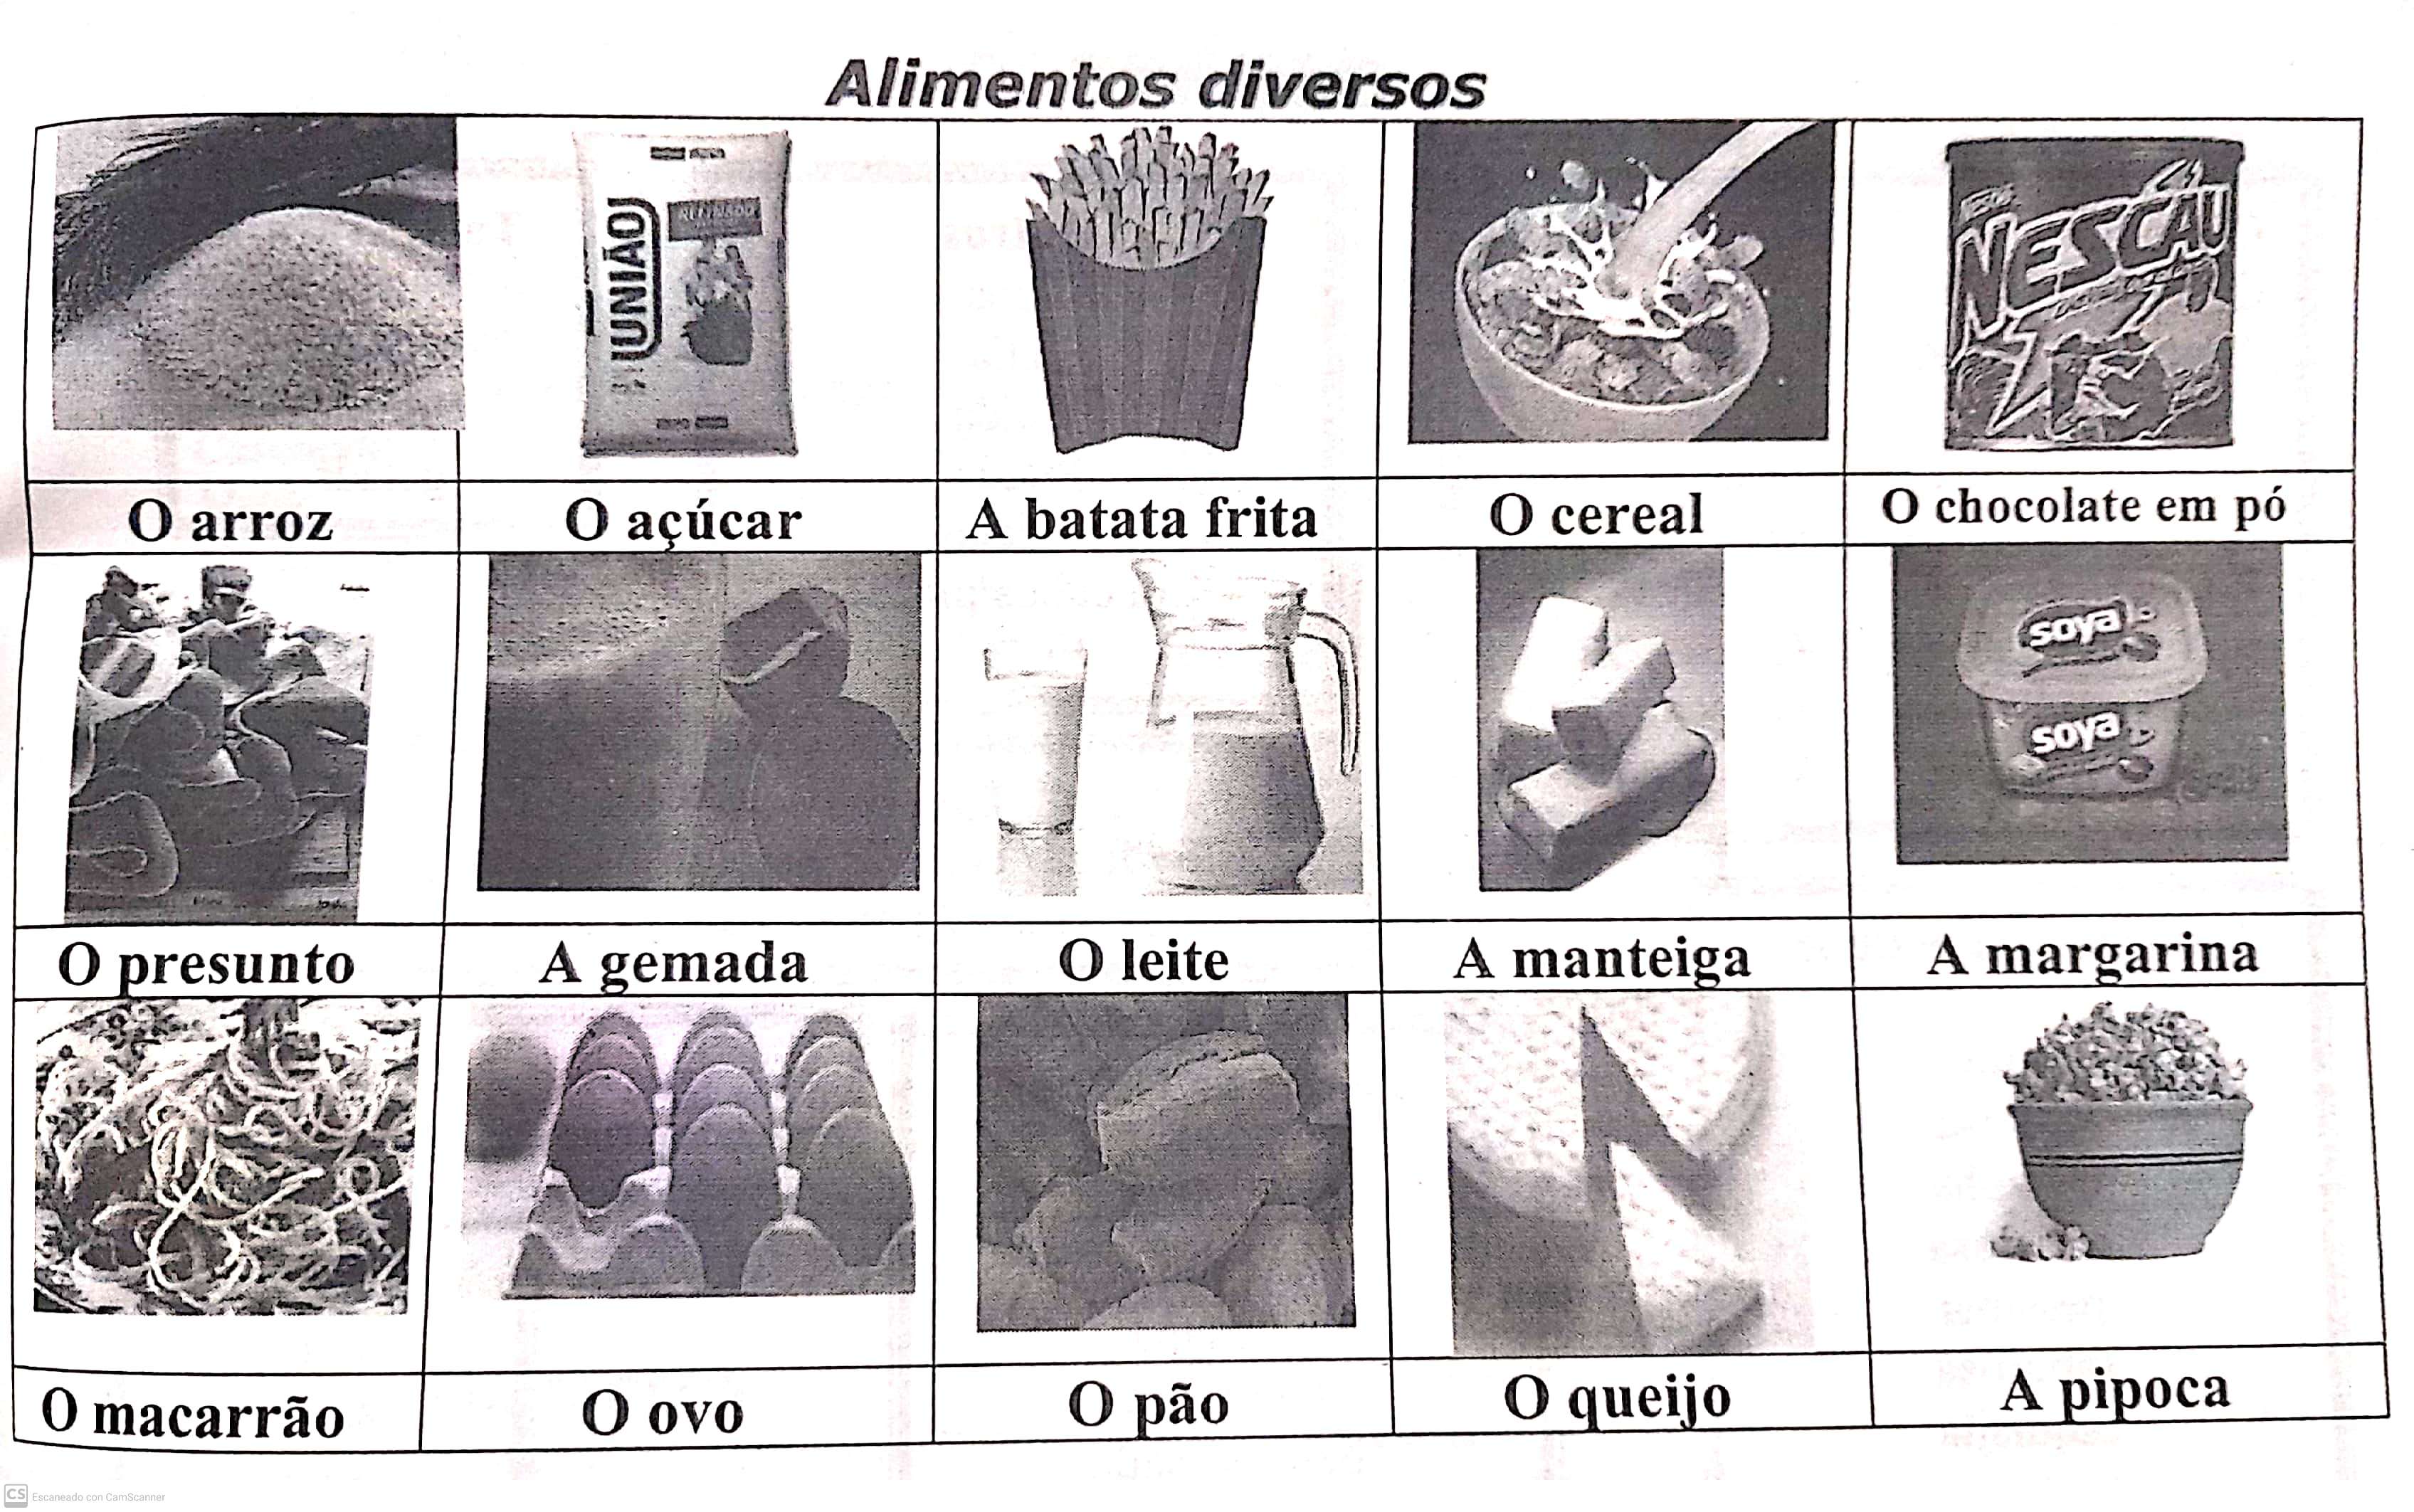 Alimentos diversos
UNIÃO
REFINADO
NESCAU
O arroz
O açúcar
A batata frita
O cereal
O chocolate em pó
soya
soya
O presunto
A gemada
O leite
A manteiga
A margarina
O macarrão
O ovo
O pão
O queijo
A pipoca
CS Escaneado con CamScanner